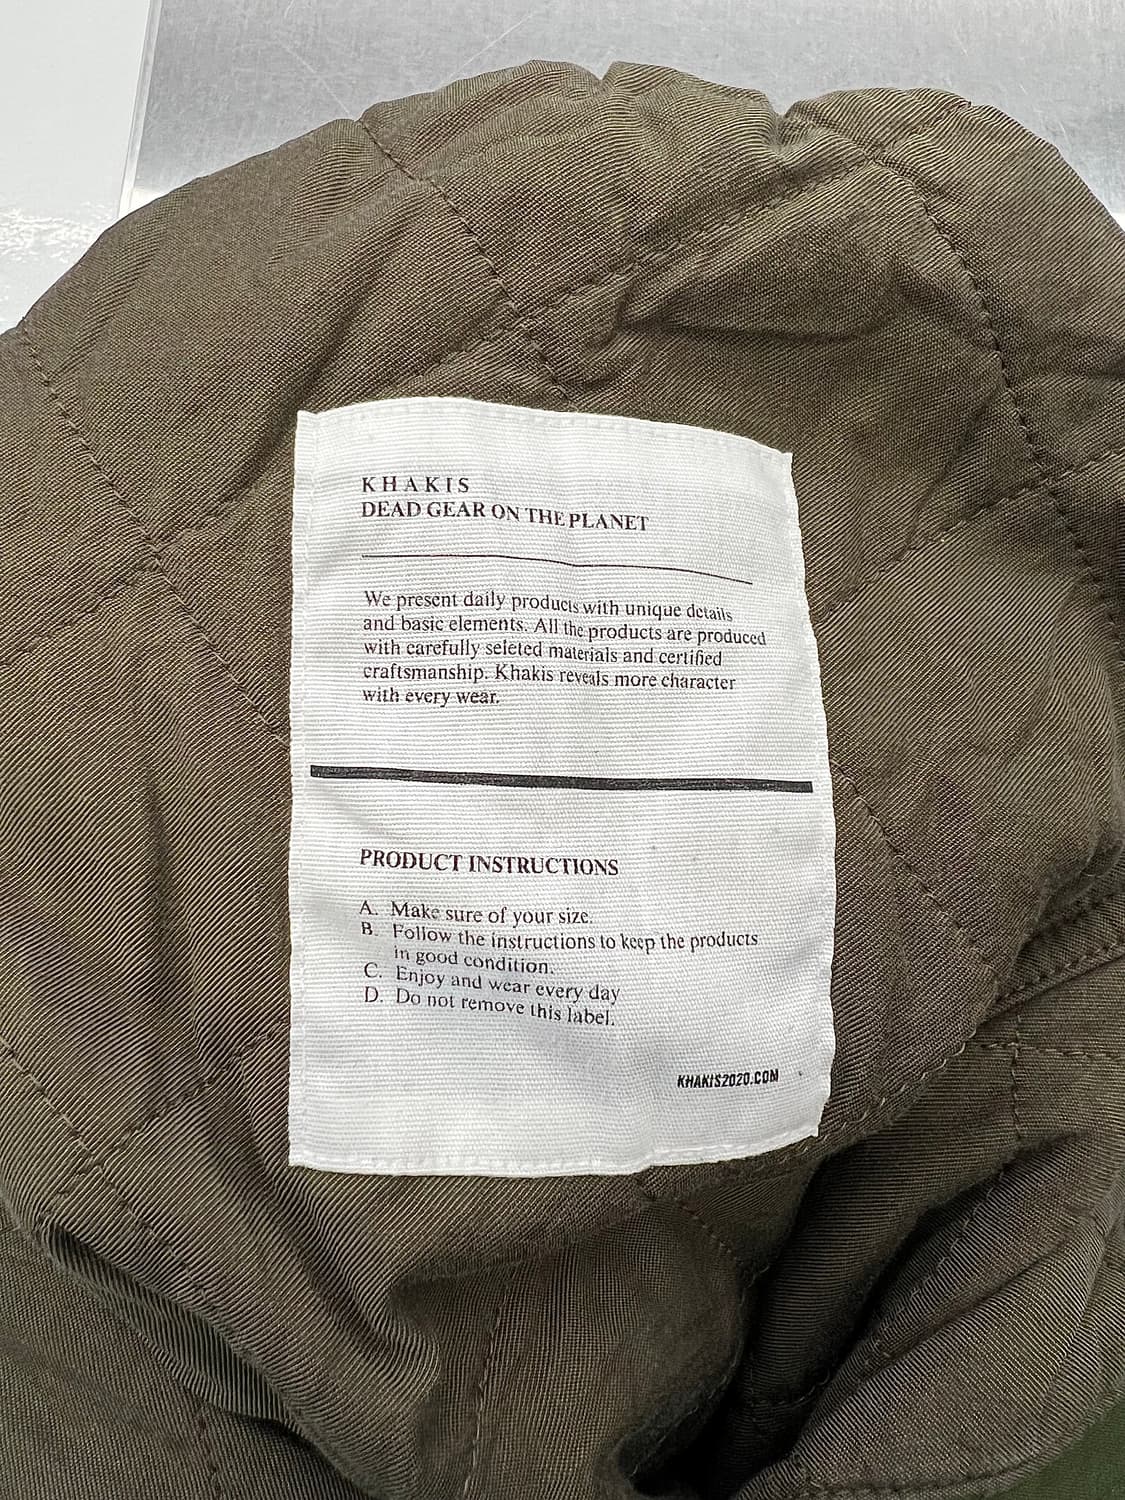 KHAKIS
DEAD GEAR ON THE PLANET
We present daily products with unique details
and basic elements. All the products are produced
with carefully seleted materials and certified
craftsmanship. Khakis reveals more character
with every wear.
PRODUCT INSTRUCTIONS
A. Make sure of your size.
B. Follow the instructions to keep the products
in good condition.
C. Enjoy and wear every day
D. Do not remove this label.
KHAKIS2020.COM